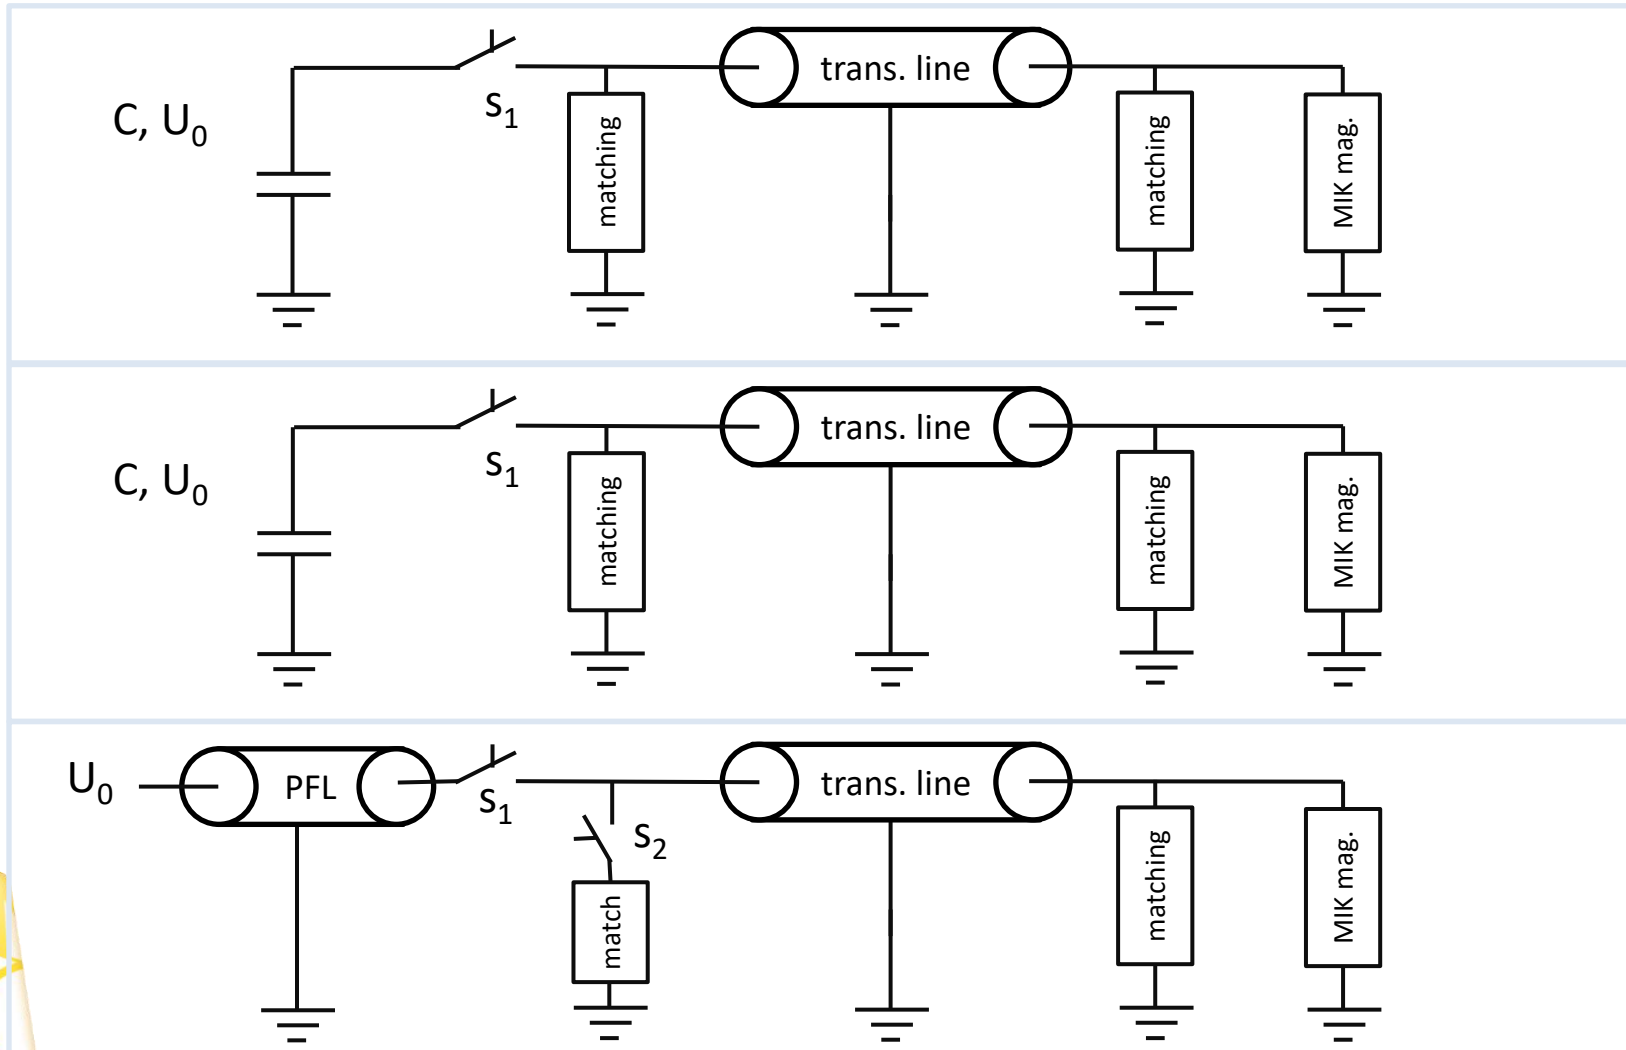 trans. line
C, U₀
s₁
matching
matching
MIK mag.
trans. line
C, U₀
s₁
matching
matching
MIK mag.
U₀
PFL
s₁
trans. line
s₂
match
matching
MIK mag.